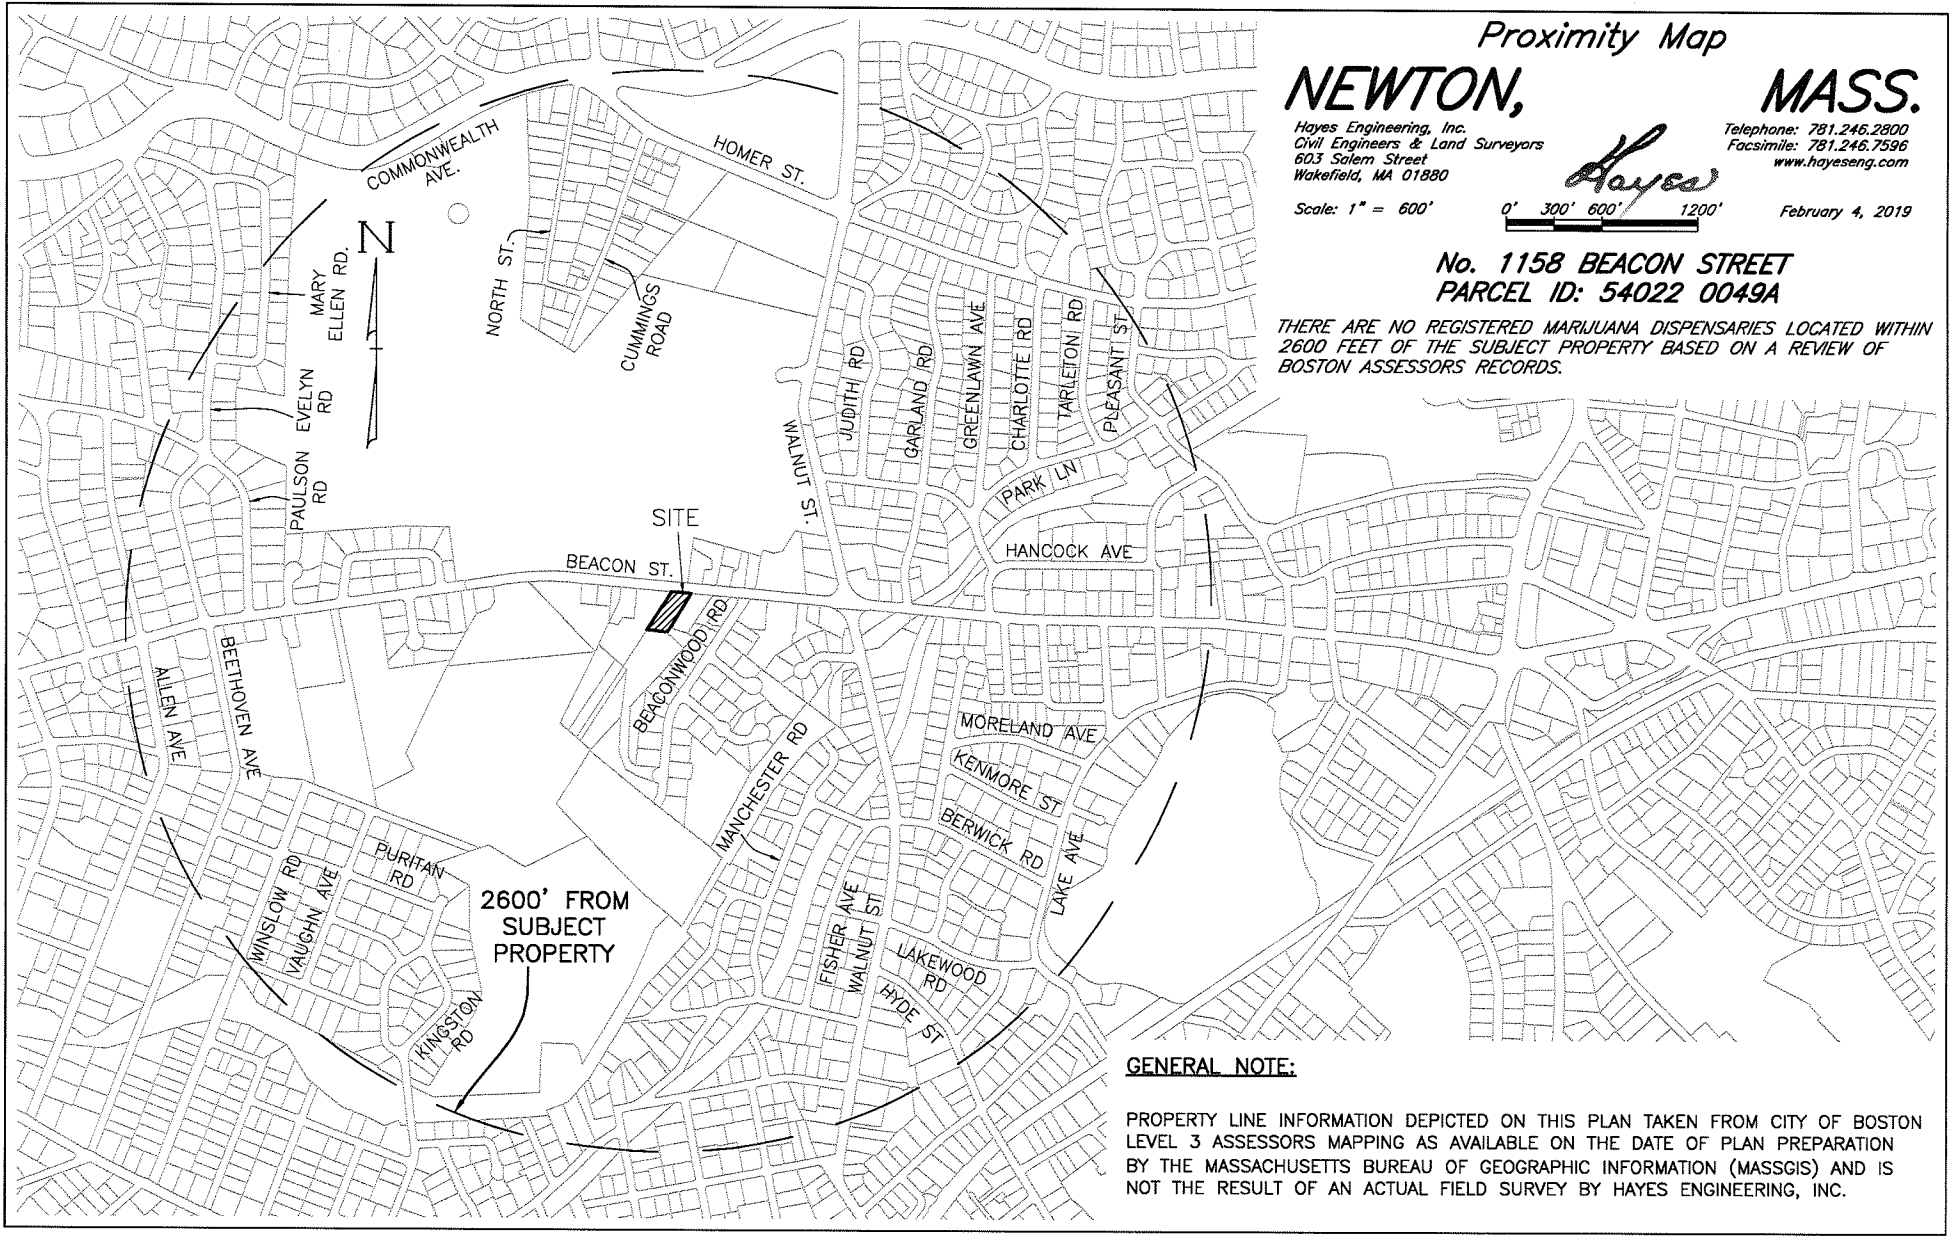 Proximity Map
NEWTON, MASS.
Hayes Engineering, Inc.
Civil Engineers & Land Surveyors
603 Salem Street
Wakefield, MA 01880
Hayes
Telephone: 781.246.2800
Facsimile: 781.246.7596
www.hayeseng.com
Scale: 1" = 600'
0' 300' 600' 1200'
February 4, 2019
No. 1158 BEACON STREET
PARCEL ID: 54022 0049A
THERE ARE NO REGISTERED MARIJUANA DISPENSARIES LOCATED WITHIN
2600 FEET OF THE SUBJECT PROPERTY BASED ON A REVIEW OF
BOSTON ASSESSORS RECORDS.
COMMONWEALTH
AVE.
HOMER ST.
N
NORTH ST.
CUMMINGS
ROAD
MARY
ELLEN RD.
EVELYN
RD
PAULSON
RD
WALNUT ST.
JUDITH RD
GARLAND RD
GREENLAWN AVE
CHARLOTTE RD
TARLETON RD
PLEASANT ST
PARK LN
HANCOCK AVE
SITE
BEACON ST.
BEACONWOOD RD
ALLEN AVE
BEETHOVEN AVE
MANCHESTER RD
MORELAND AVE
KENMORE ST
BERWICK RD
LAKE AVE
PURITAN
RD
WINSLOW RD
VAUGHN AVE
KINGSTON
RD
2600' FROM
SUBJECT
PROPERTY
FISHER AVE
WALNUT ST
LAKEWOOD
RD
HYDE ST
GENERAL NOTE:
PROPERTY LINE INFORMATION DEPICTED ON THIS PLAN TAKEN FROM CITY OF BOSTON
LEVEL 3 ASSESSORS MAPPING AS AVAILABLE ON THE DATE OF PLAN PREPARATION
BY THE MASSACHUSETTS BUREAU OF GEOGRAPHIC INFORMATION (MASSGIS) AND IS
NOT THE RESULT OF AN ACTUAL FIELD SURVEY BY HAYES ENGINEERING, INC.